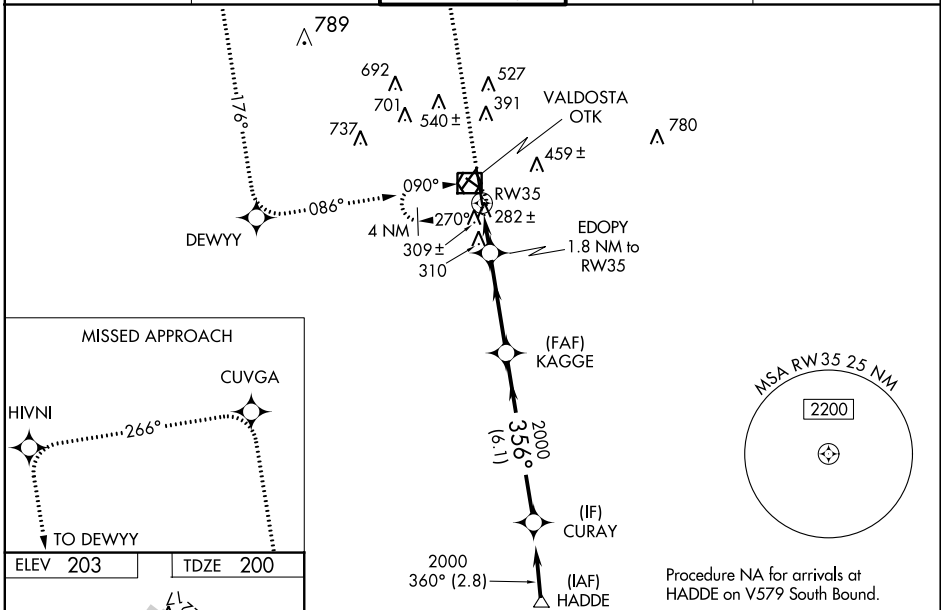 789
692
527
701
540 ±
391
737
VALDOSTA
OTK
780
459 ±
176°
090°
RW35
086°
DEWYY
270°
282 ±
4 NM
309 ±
310
EDOPY
1.8 NM to
RW35
(FAF)
KAGGE
MISSED APPROACH
CUVGA
HIVNI
266°
TO DEWYY
MSA RW35 25 NM
2200
2000
356°
(6.1)
(IF)
CURAY
ELEV 203
TDZE 200
17
2000
360° (2.8)
(IAF)
HADDE
Procedure NA for arrivals at
HADDE on V579 South Bound.